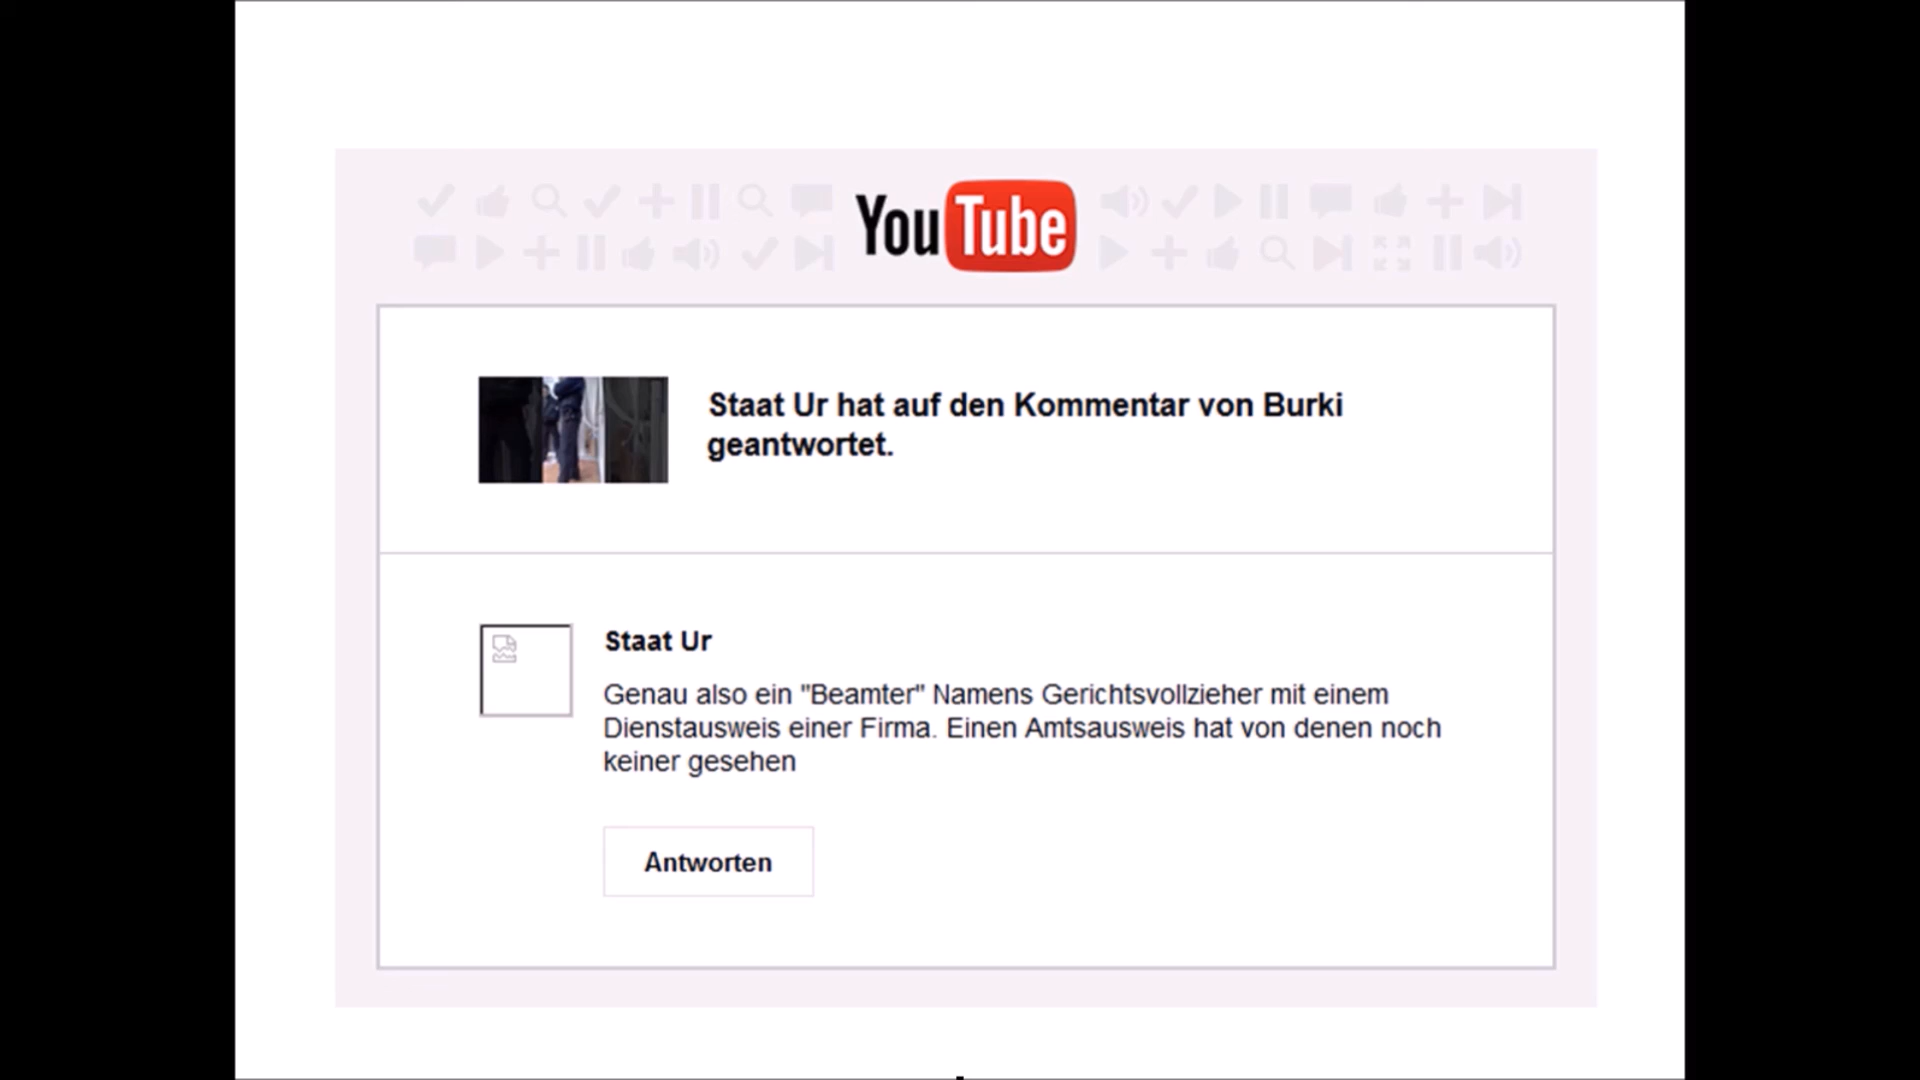 YouTube
Staat Ur hat auf den Kommentar von Burki
geantwortet.
Staat Ur
Genau also ein "Beamter" Namens Gerichtsvollzieher mit einem
Dienstausweis einer Firma. Einen Amtsausweis hat von denen noch
keiner gesehen
Antworten